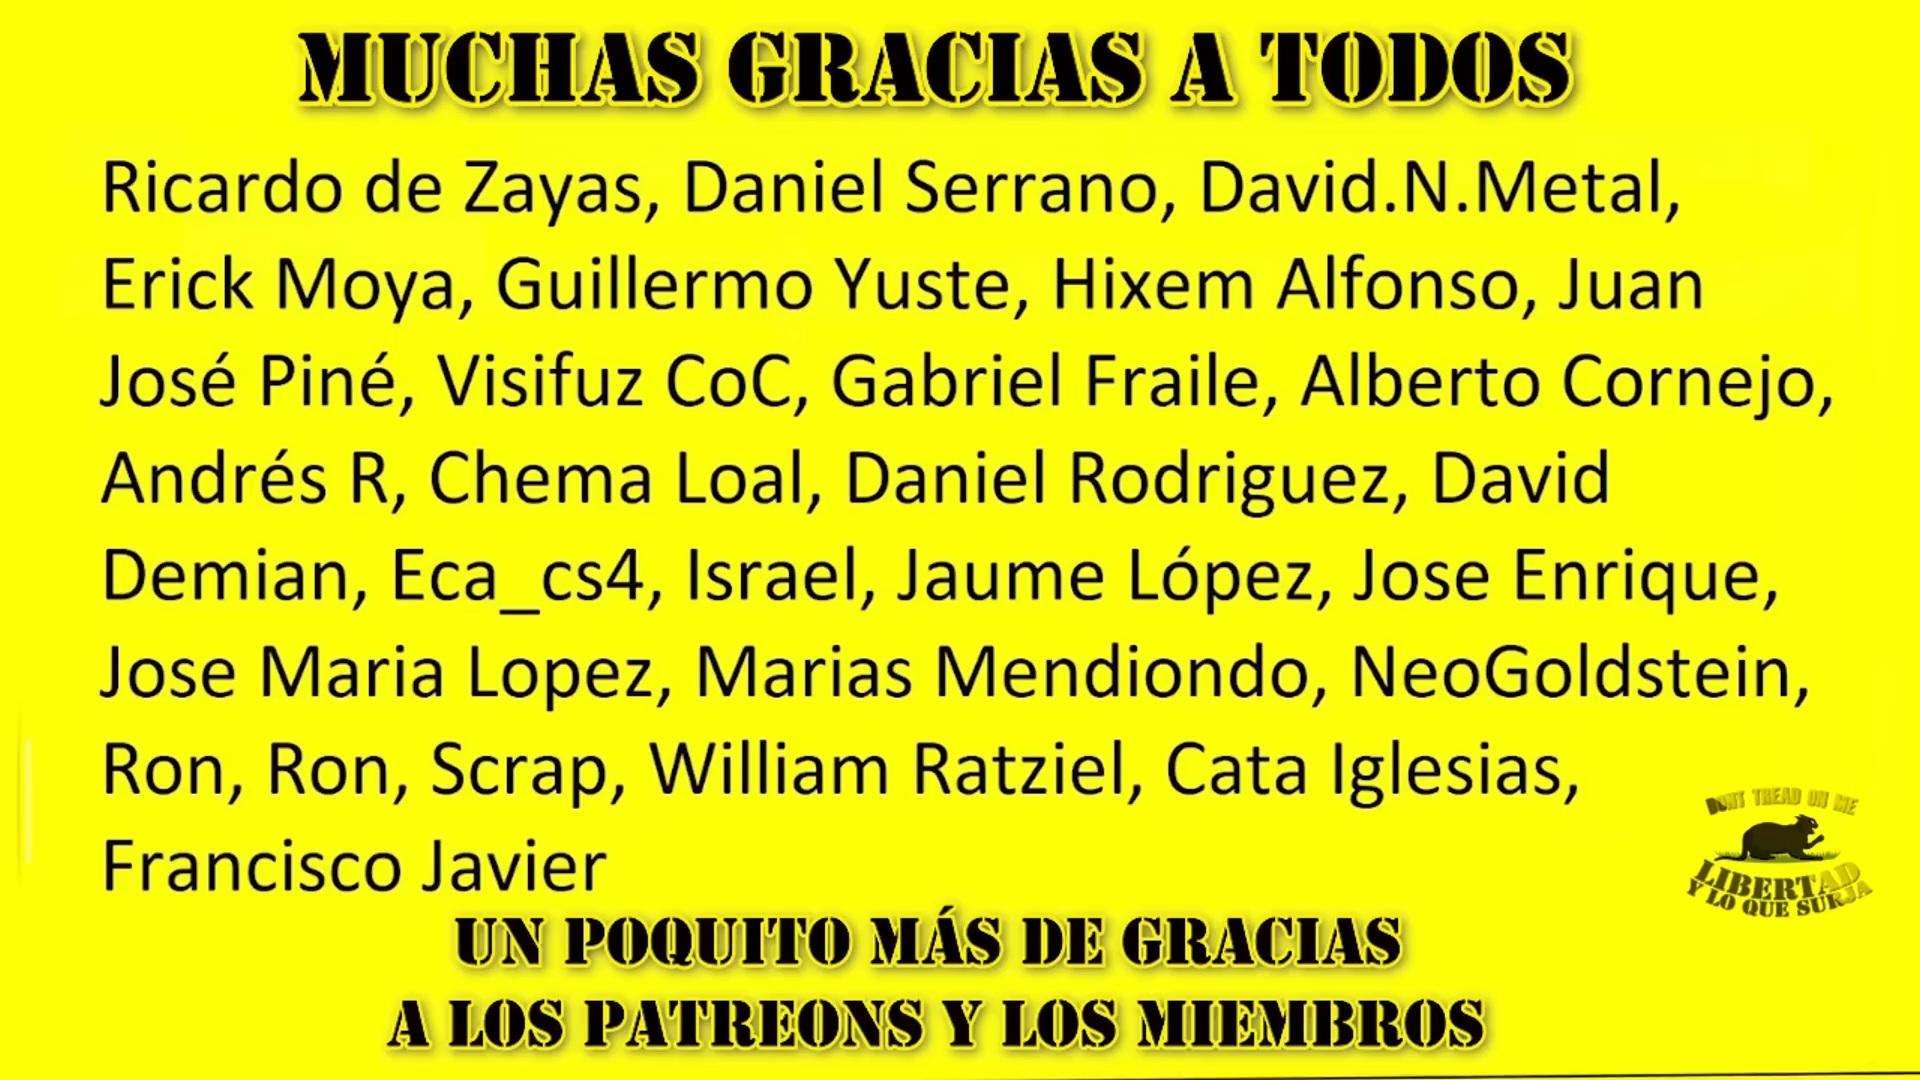 MUCHAS GRACIAS A TODOS
Ricardo de Zayas, Daniel Serrano, David.N.Metal,
Erick Moya, Guillermo Yuste, Hixem Alfonso, Juan
José Piné, Visifuz CoC, Gabriel Fraile, Alberto Cornejo,
Andrés R, Chema Loal, Daniel Rodriguez, David
Demian, Eca_cs4, Israel, Jaume López, Jose Enrique,
Jose Maria Lopez, Marias Mendiondo, NeoGoldstein,
Ron, Ron, Scrap, William Ratziel, Cata Iglesias,
Francisco Javier
DONT TREAD ON ME
LIBERTAD
Y LO QUE SURJA
UN POQUITO MÁS DE GRACIAS
A LOS PATREONS Y LOS MIEMBROS